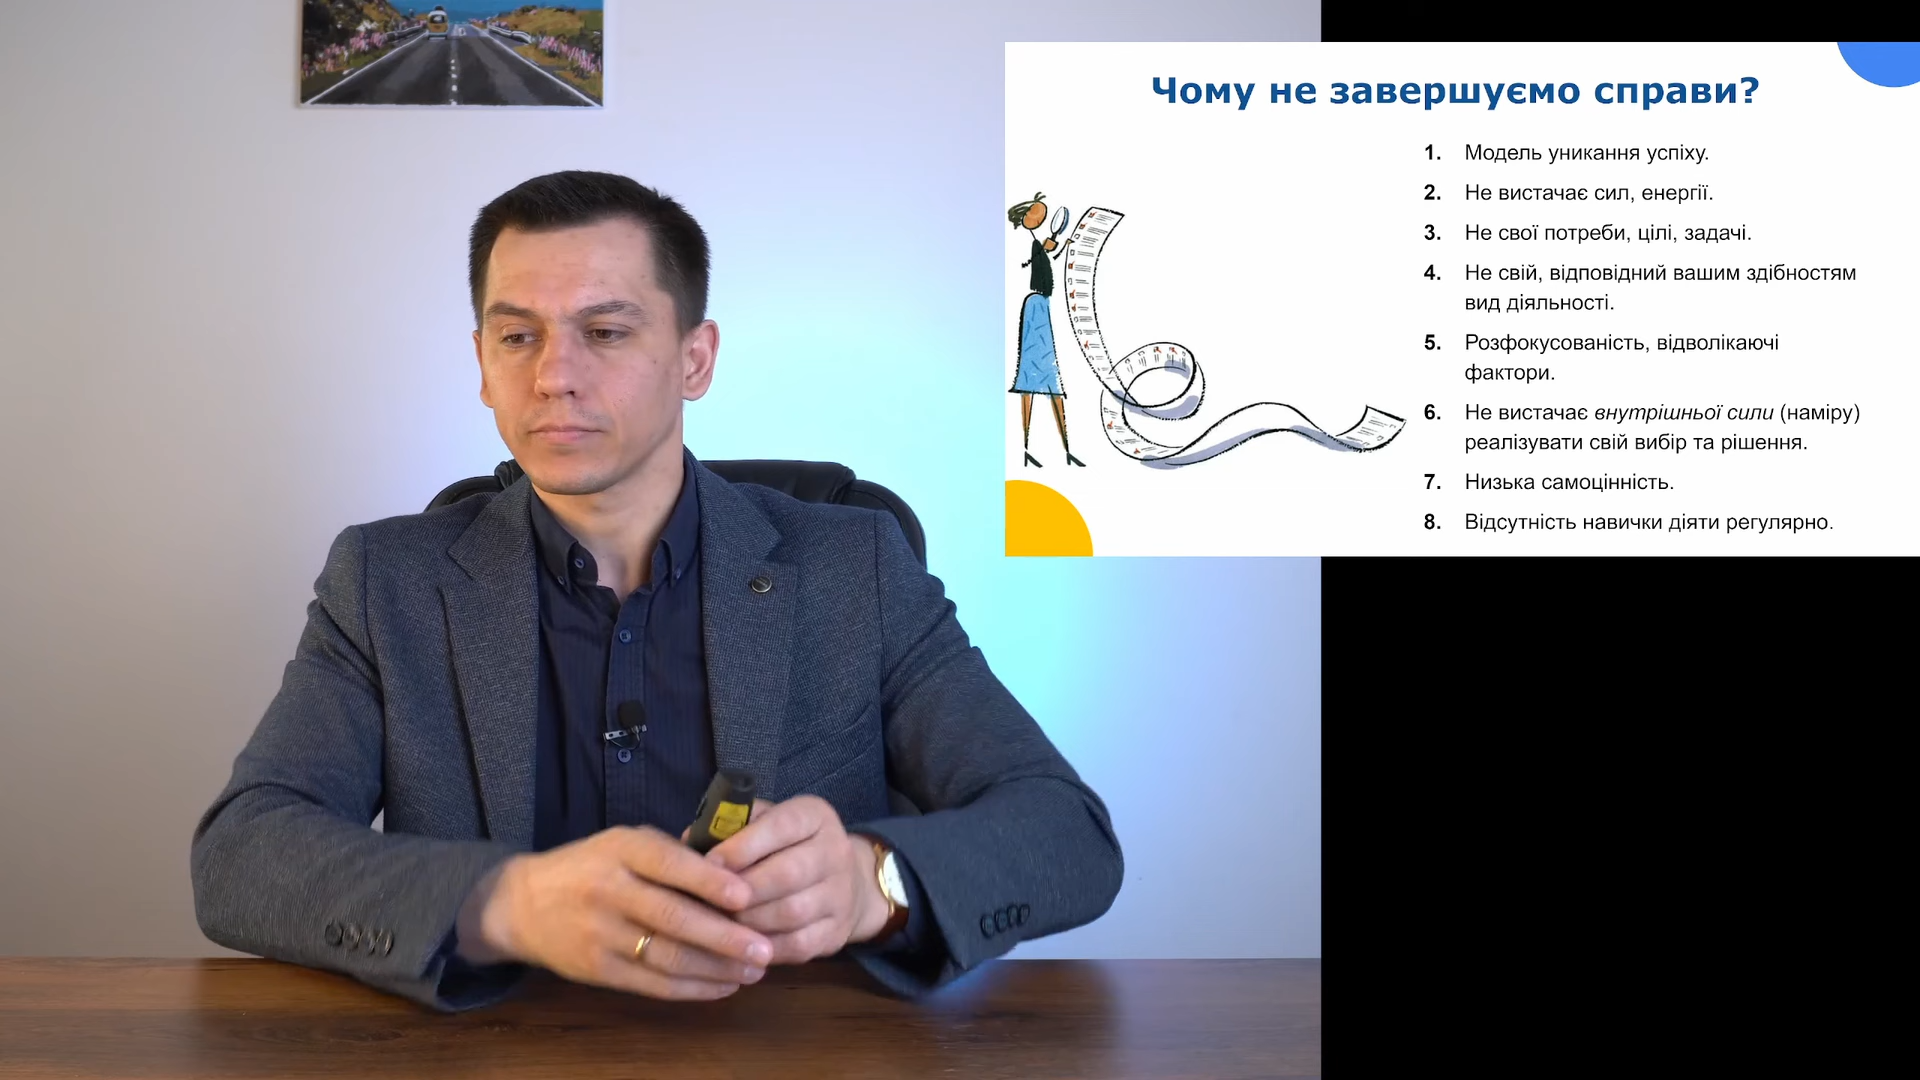 Чому не завершуємо справи?
1. Модель уникання успіху.
2. Не вистачає сил, енергії.
3. Не свої потреби, цілі, задачі.
4. Не свій, відповідний вашим здібностям
вид діяльності.
5. Розфокусованість, відволікаючі
фактори.
6. Не вистачає внутрішньої сили (наміру)
реалізувати свій вибір та рішення.
7. Низька самоцінність.
8. Відсутність навички діяти регулярно.